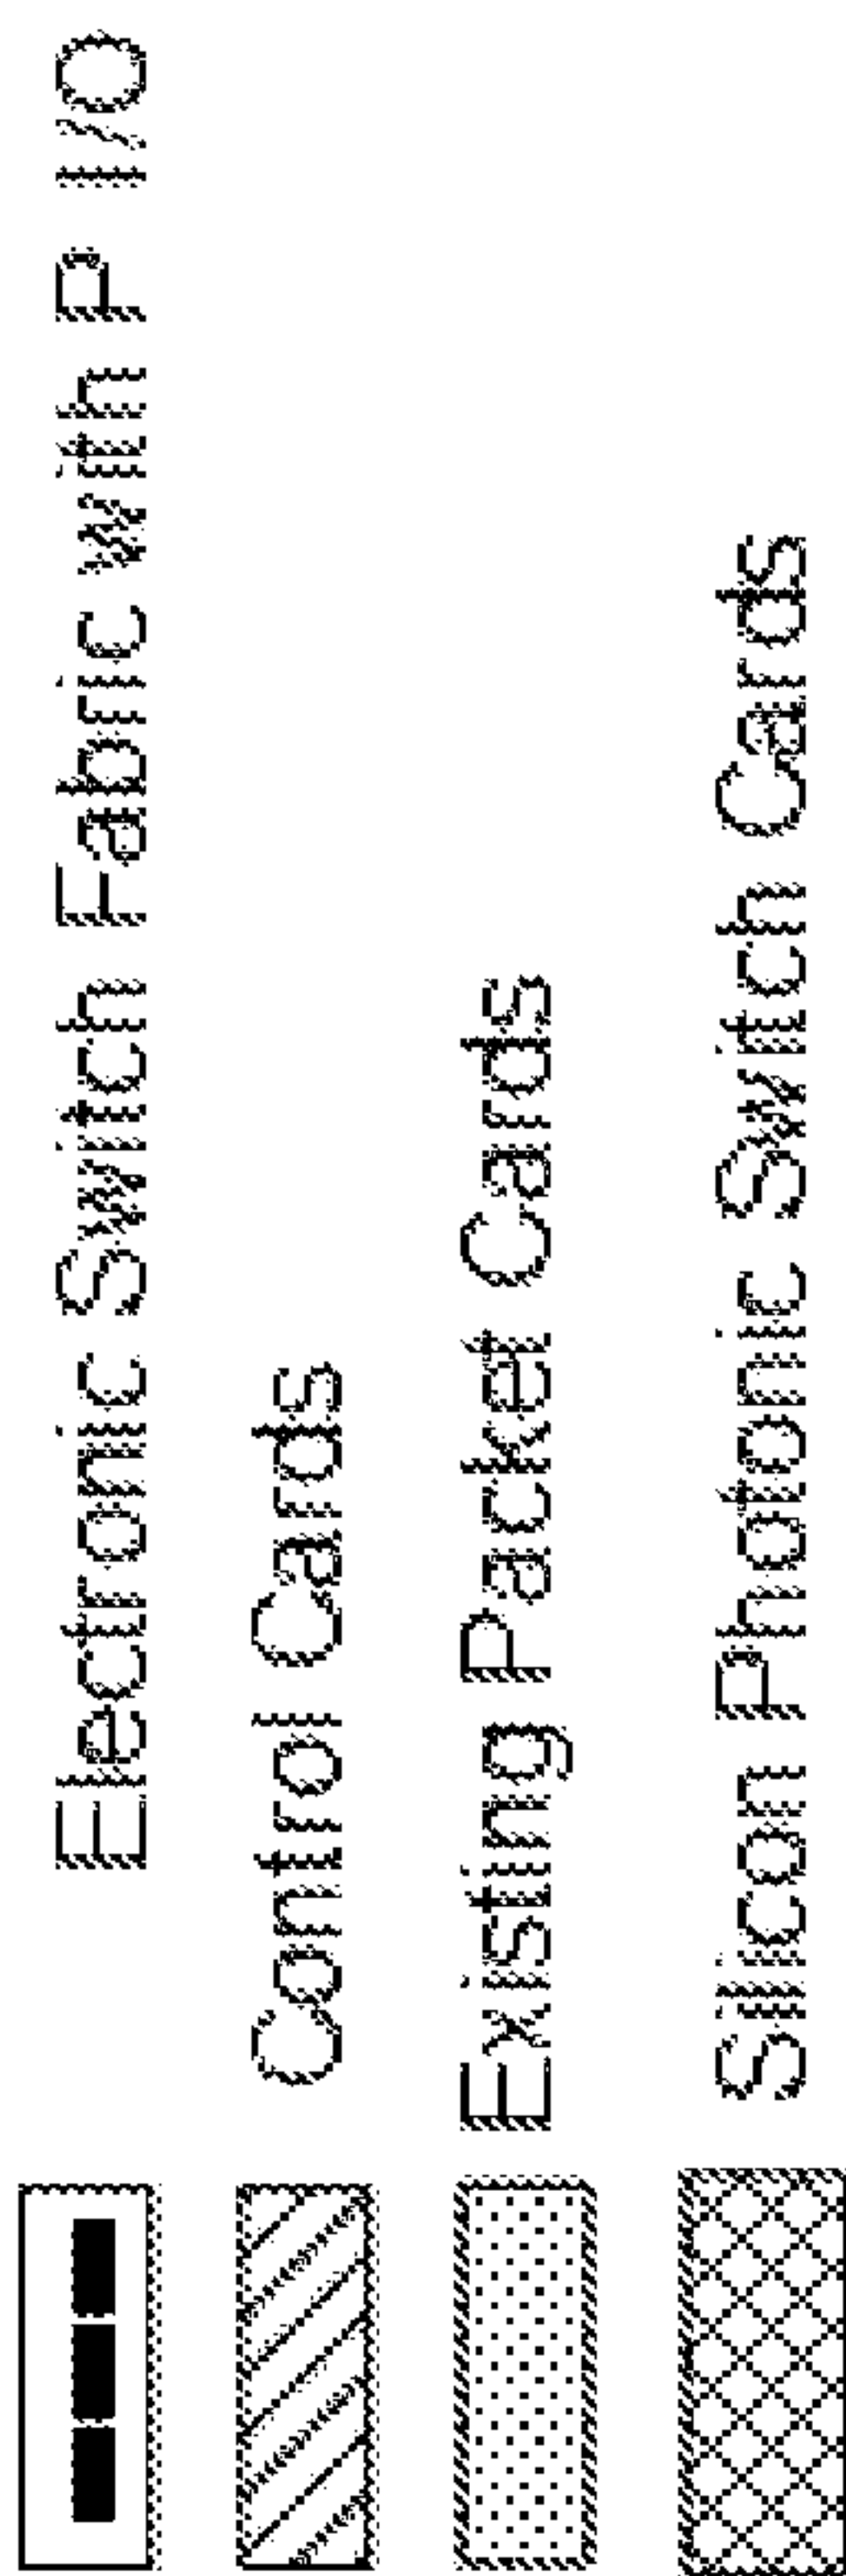 Electronic Switch Fabric with P I/O
Control Cards
Existing Packet Cards
Silicon Photonic Switch Cards